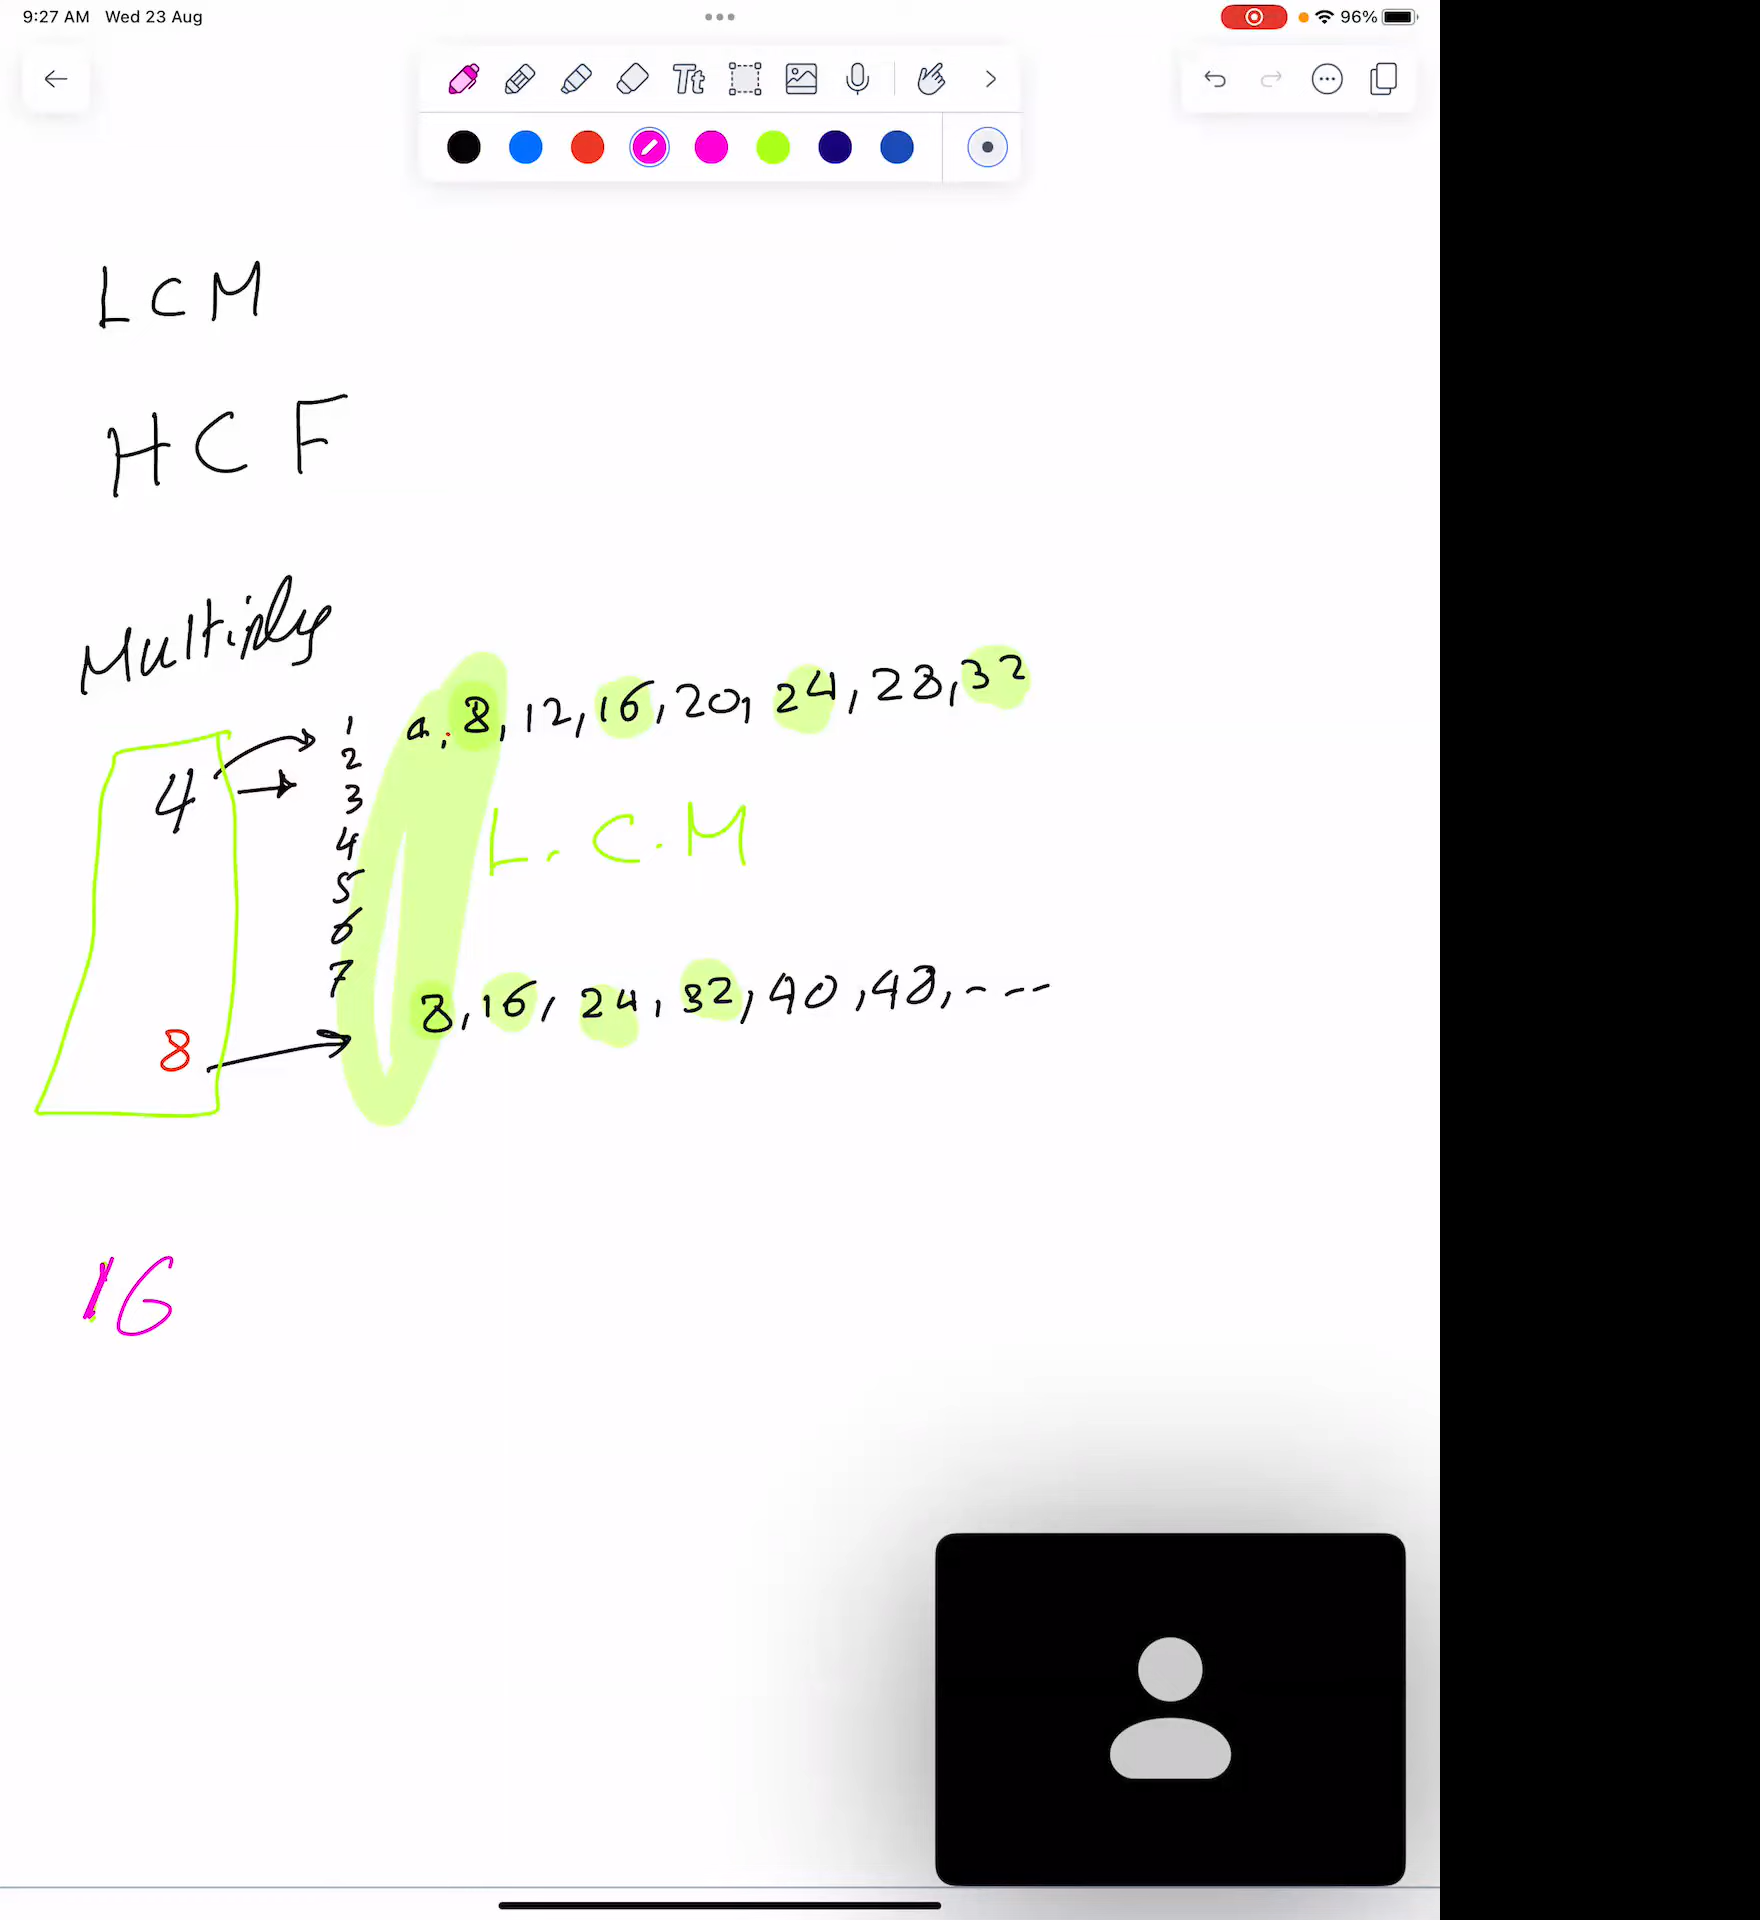 9:27 AM Wed 23 Aug
96%
Tt
LCM
HCF
Multiply
4, 8, 12, 16, 20, 24, 28, 32
1
2
4
3
L.C.M
4
5
6
7
8, 16, 24, 32, 40, 48, ---
8
16